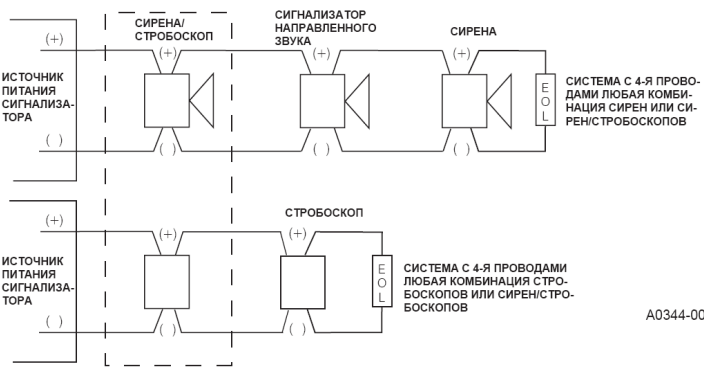 СИРЕНА/
СТРОБОСКОП
СИГНАЛИЗАТОР
НАПРАВЛЕННОГО
ЗВУКА
СИРЕНА
(+)
(+)
(+)
(+)
ИСТОЧНИК
ПИТАНИЯ
СИГНАЛИЗА-
ТОРА
E
O
L
СИСТЕМА С 4-Я ПРОВО-
ДАМИ ЛЮБАЯ КОМБИ-
НАЦИЯ СИРЕН ИЛИ СИ-
РЕН/СТРОБОСКОПОВ
( )
( )
( )
( )
СТРОБОСКОП
(+)
(+)
(+)
ИСТОЧНИК
ПИТАНИЯ
СИГНАЛИЗА-
ТОРА
E
O
L
СИСТЕМА С 4-Я ПРОВОДАМИ
ЛЮБАЯ КОМБИНАЦИЯ СТРО-
БОСКОПОВ ИЛИ СИРЕН/СТРО-
БОСКОПОВ
( )
( )
( )
A0344-00